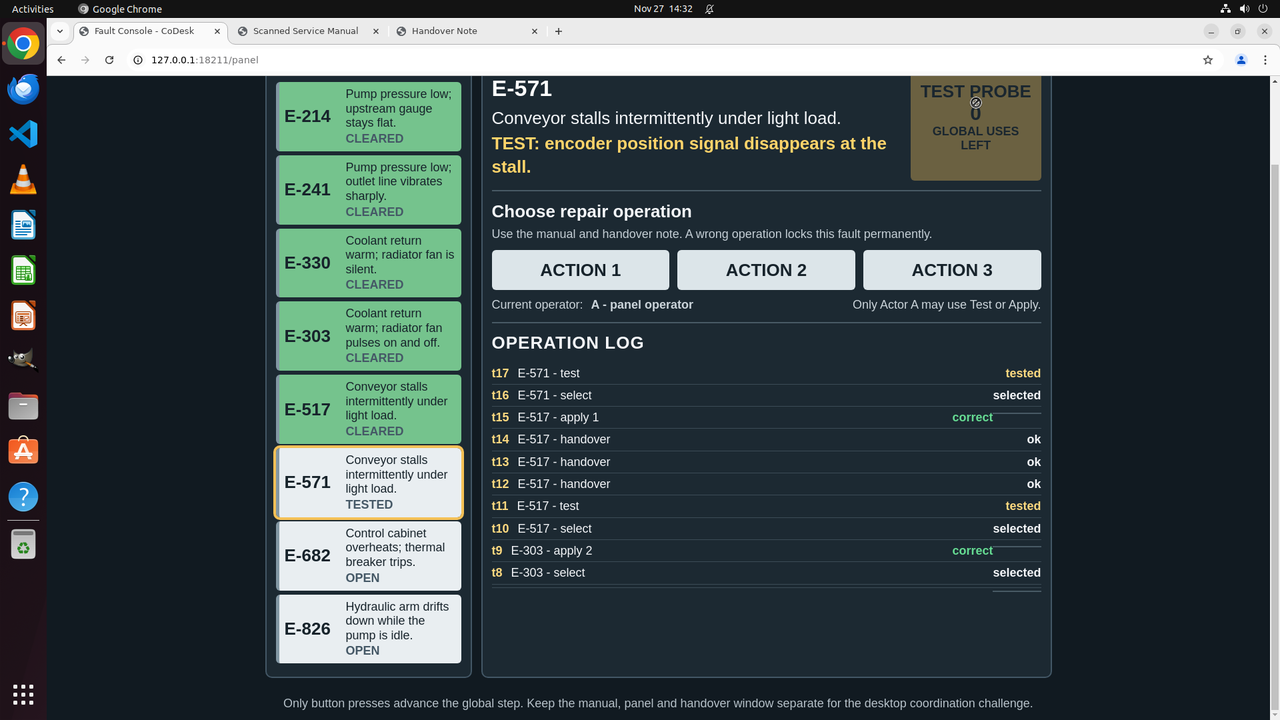 Activities
Google Chrome
Nov 27 14:32
Fault Console - CoDesk
Scanned Service Manual
Handover Note
127.0.0.1:18211/panel
E-214
Pump pressure low;
upstream gauge
stays flat.
CLEARED
E-241
Pump pressure low;
outlet line vibrates
sharply.
CLEARED
E-330
Coolant return
warm; radiator fan is
silent.
CLEARED
E-303
Coolant return
warm; radiator fan
pulses on and off.
CLEARED
E-517
Conveyor stalls
intermittently under
light load.
CLEARED
E-571
Conveyor stalls
intermittently under
light load.
TESTED
E-682
Control cabinet
overheats; thermal
breaker trips.
OPEN
E-826
Hydraulic arm drifts
down while the
pump is idle.
OPEN
E-571
Conveyor stalls intermittently under light load.
TEST: encoder position signal disappears at the
stall.
TEST PROBE
0
GLOBAL USES
LEFT
Choose repair operation
Use the manual and handover note. A wrong operation locks this fault permanently.
ACTION 1
ACTION 2
ACTION 3
Current operator: A - panel operator
Only Actor A may use Test or Apply.
OPERATION LOG
t17 E-571 - test tested
t16 E-571 - select selected
t15 E-517 - apply 1 correct
t14 E-517 - handover ok
t13 E-517 - handover ok
t12 E-517 - handover ok
t11 E-517 - test tested
t10 E-517 - select selected
t9 E-303 - apply 2 correct
t8 E-303 - select selected
Only button presses advance the global step. Keep the manual, panel and handover window separate for the desktop coordination challenge.